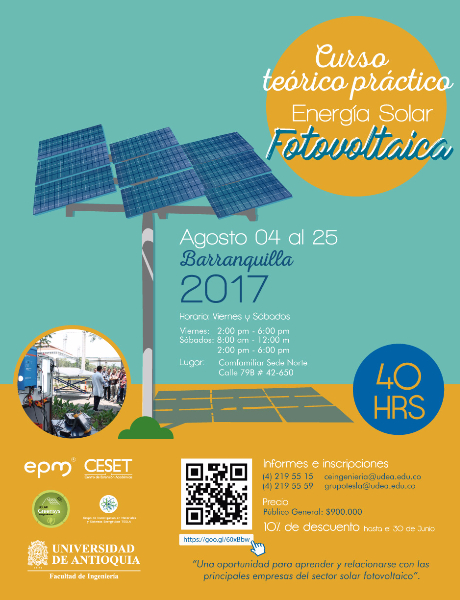 Curso
teórico práctico
Energía Solar
Fotovoltaica
Agosto 04 al 25
Barranquilla
2017
Horario: Viernes y Sábados
Viernes: 2:00 pm - 6:00 pm
Sábados: 8:00 am - 12:00 m
2:00 pm - 6:00 pm
Lugar: Comfamiliar Sede Norte
Calle 79B # 42-650
40
HRS
epm
CESET
Informes e inscripciones
(4) 219 55 15 ceingenieria@udea.edu.co
(4) 219 55 59 grupotesla@udea.edu.co
Precio
Público General: $900.000
10% de descuento hasta el 30 de Junio
https://goo.gl/60xBbw
UNIVERSIDAD
DE ANTIOQUIA
Facultad de Ingeniería
"Una oportunidad para aprender y relacionarse con las
principales empresas del sector solar fotovoltaico".